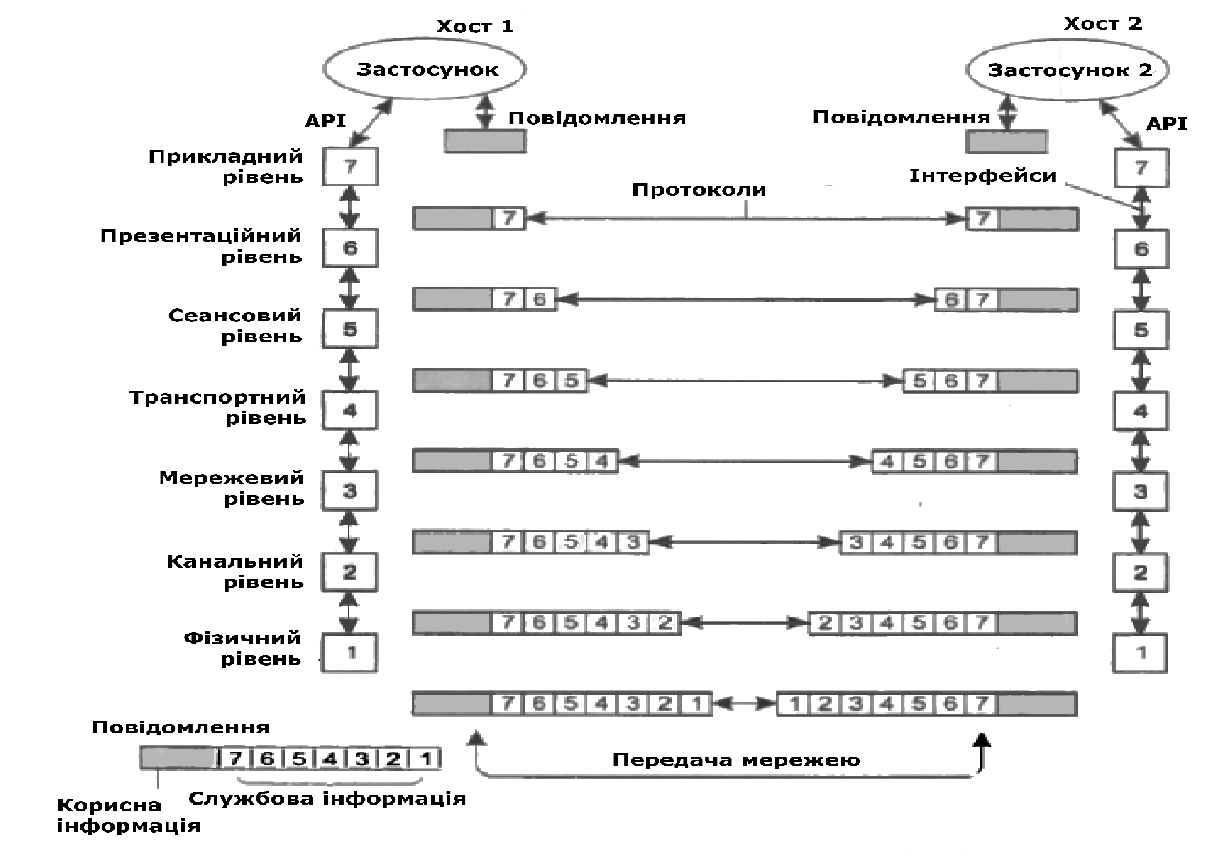 Хост 1
Хост 2
Застосунок
Застосунок 2
API
Повідомлення
Повідомлення
API
Прикладний
рівень
7
7
Інтерфейси
Протоколи
7
7
Презентаційний
рівень
6
6
7 6
6 7
Сеансовий
рівень
5
5
7 6 5
5 6 7
Транспортний
рівень
4
4
7 6 5 4
4 5 6 7
Мережевий
рівень
3
3
7 6 5 4 3
3 4 5 6 7
Канальний
рівень
2
2
7 6 5 4 3 2
2 3 4 5 6 7
Фізичний
рівень
1
1
7 6 5 4 3 2 1
1 2 3 4 5 6 7
Повідомлення
7 6 5 4 3 2 1
Передача мережею
Службова інформація
Корисна
інформація